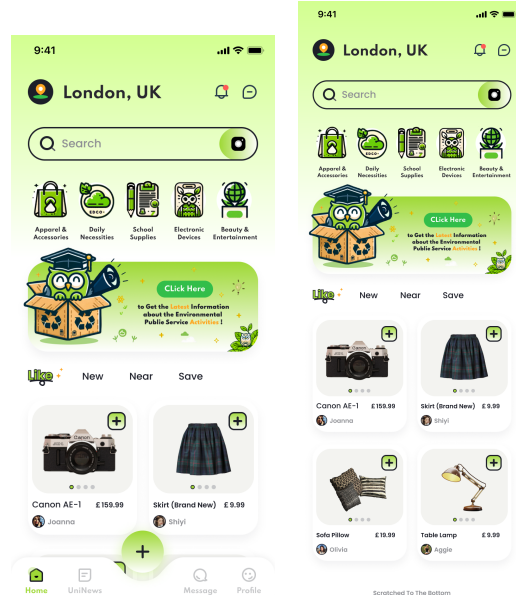 9:41
London, UK
Search
Apparel &
Accessories
Daily
Necessities
School
Supplies
Electronic
Devices
Beauty &
Entertainment
Click Here
to Get the Latest Information
about the Environmental
Public Service Activities !
Like
New
Near
Save
Canon AE-1
£159.99
Joanna
Skirt (Brand New)
£9.99
Shiyi
Home
UniNews
Message
Profile
9:41
London, UK
Search
Apparel &
Accessories
Daily
Necessities
School
Supplies
Electronic
Devices
Beauty &
Entertainment
Click Here
to Get the Latest Information
about the Environmental
Public Service Activities !
Like
New
Near
Save
Canon AE-1
£159.99
Joanna
Skirt (Brand New)
£9.99
Shiyi
Sofa Pillow
£19.99
Olivia
Table Lamp
£9.99
Aggie
Scratched To The Bottom